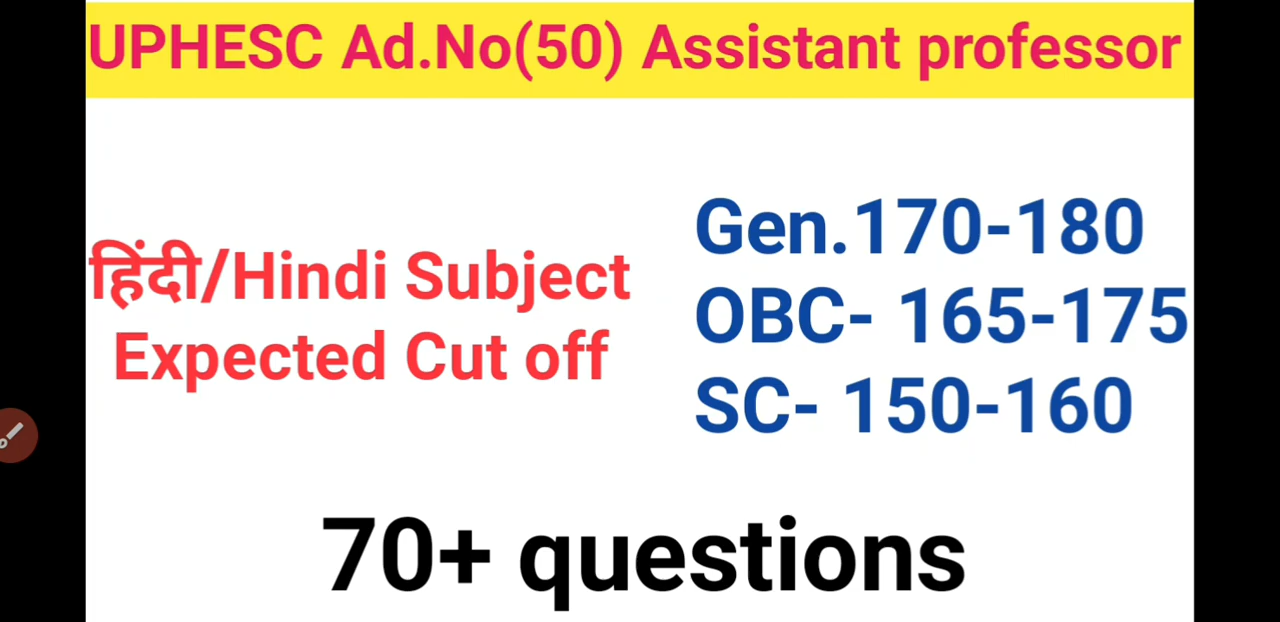 UPHESC Ad.No(50) Assistant professor
हिंदी/Hindi Subject
Expected Cut off
Gen.170-180
OBC- 165-175
SC- 150-160
70+ questions